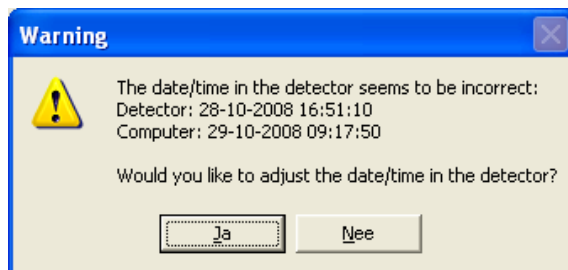 Warning
The date/time in the detector seems to be incorrect:
Detector: 28-10-2008 16:51:10
Computer: 29-10-2008 09:17:50
Would you like to adjust the date/time in the detector?
Ja
Nee